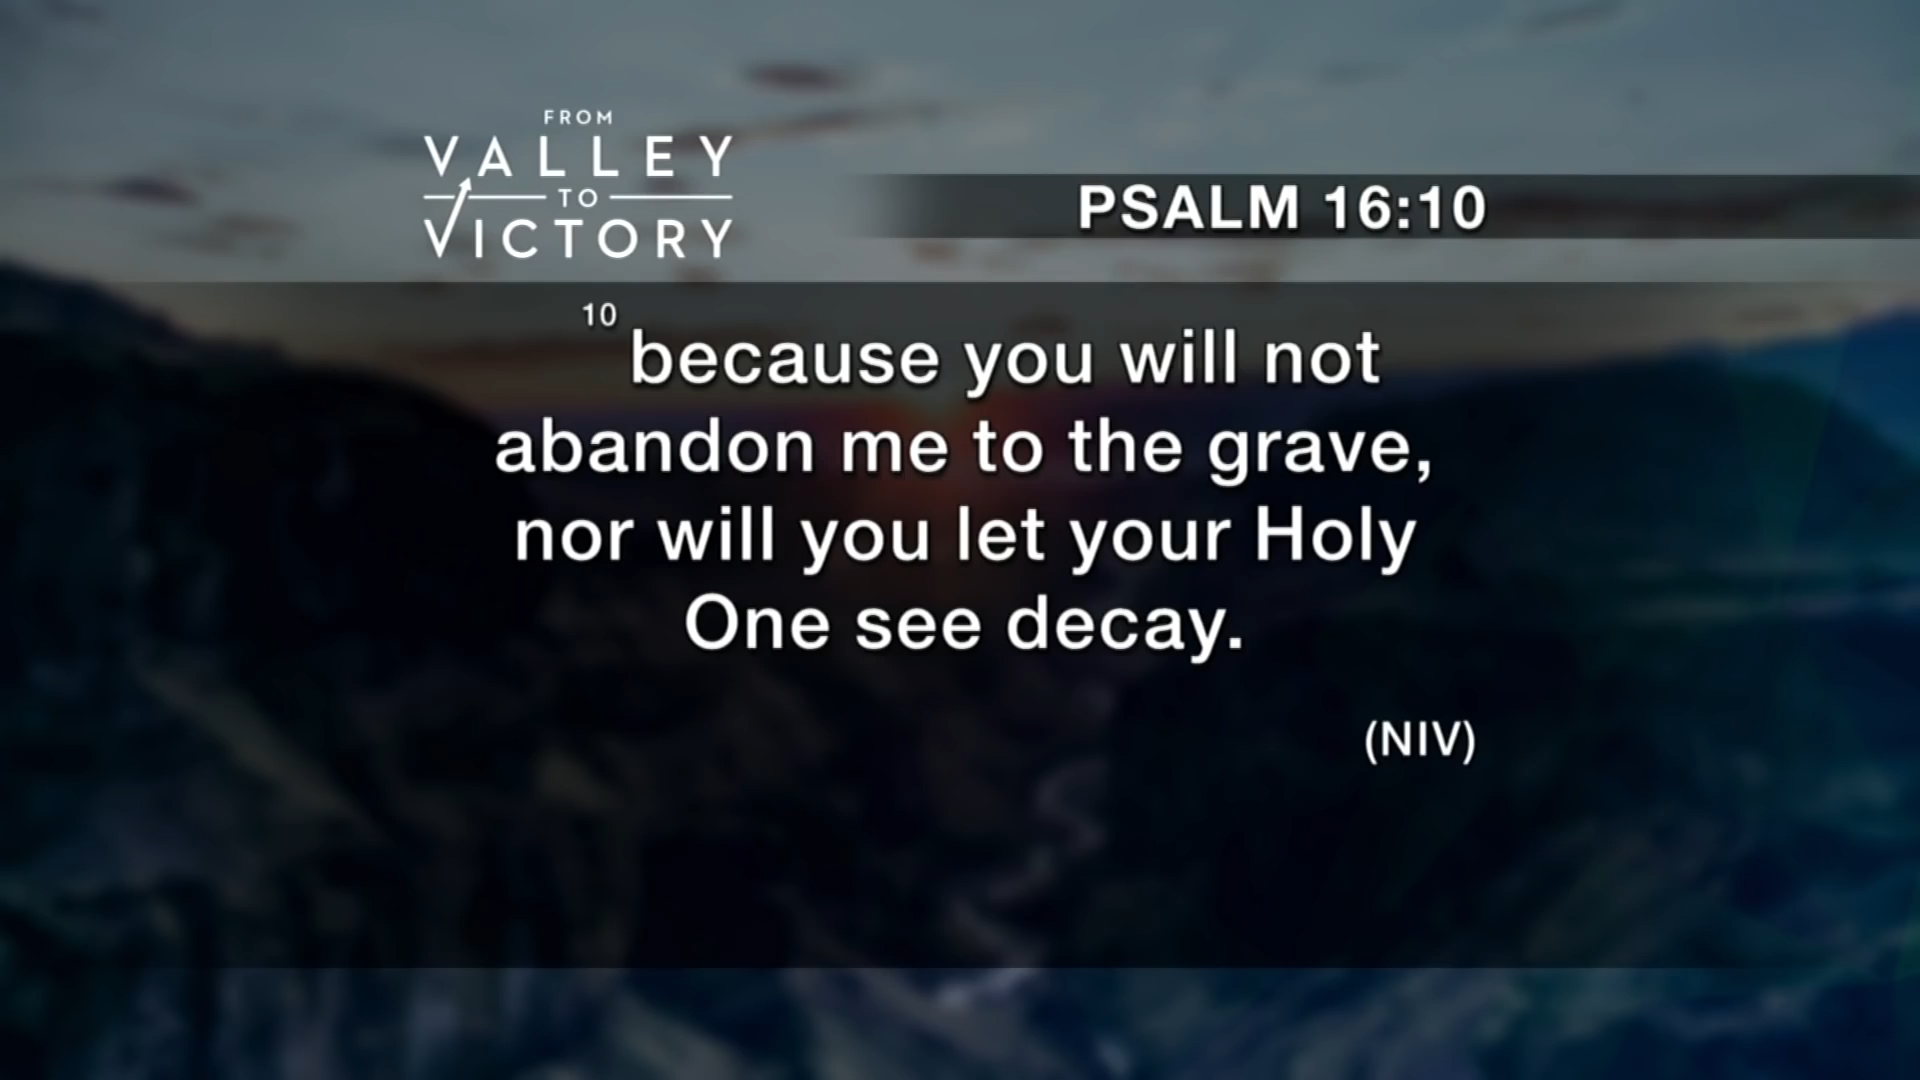 FROM
VALLEY
TO
VICTORY
PSALM 16:10
10 because you will not
abandon me to the grave,
nor will you let your Holy
One see decay.
(NIV)